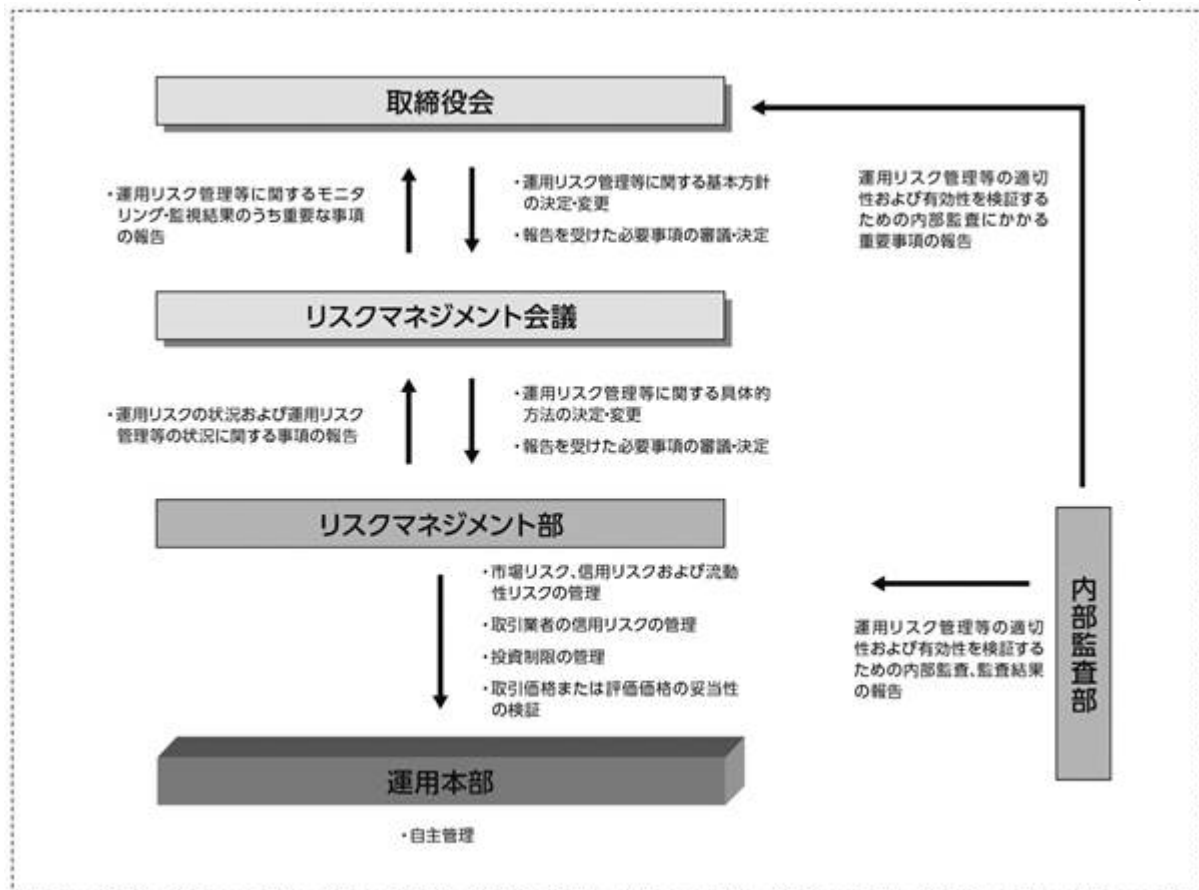 取締役会
・運用リスク管理等に関するモニタ
リング・監視結果のうち重要な事項
の報告
・運用リスク管理等に関する基本方針
の決定・変更
・報告を受けた必要事項の審議・決定
運用リスク管理等の適切
性および有効性を検証する
ための内部監査にかかる
重要事項の報告
リスクマネジメント会議
・運用リスクの状況および運用リスク
管理等の状況に関する事項の報告
・運用リスク管理等に関する具体的
方法の決定・変更
・報告を受けた必要事項の審議・決定
リスクマネジメント部
・市場リスク、信用リスクおよび流動
性リスクの管理
・取引業者の信用リスクの管理
・投資制限の管理
・取引価格または評価価格の妥当性
の検証
運用リスク管理等の適切
性および有効性を検証する
ための内部監査、監査結果
の報告
内部監査部
運用本部
・自主管理